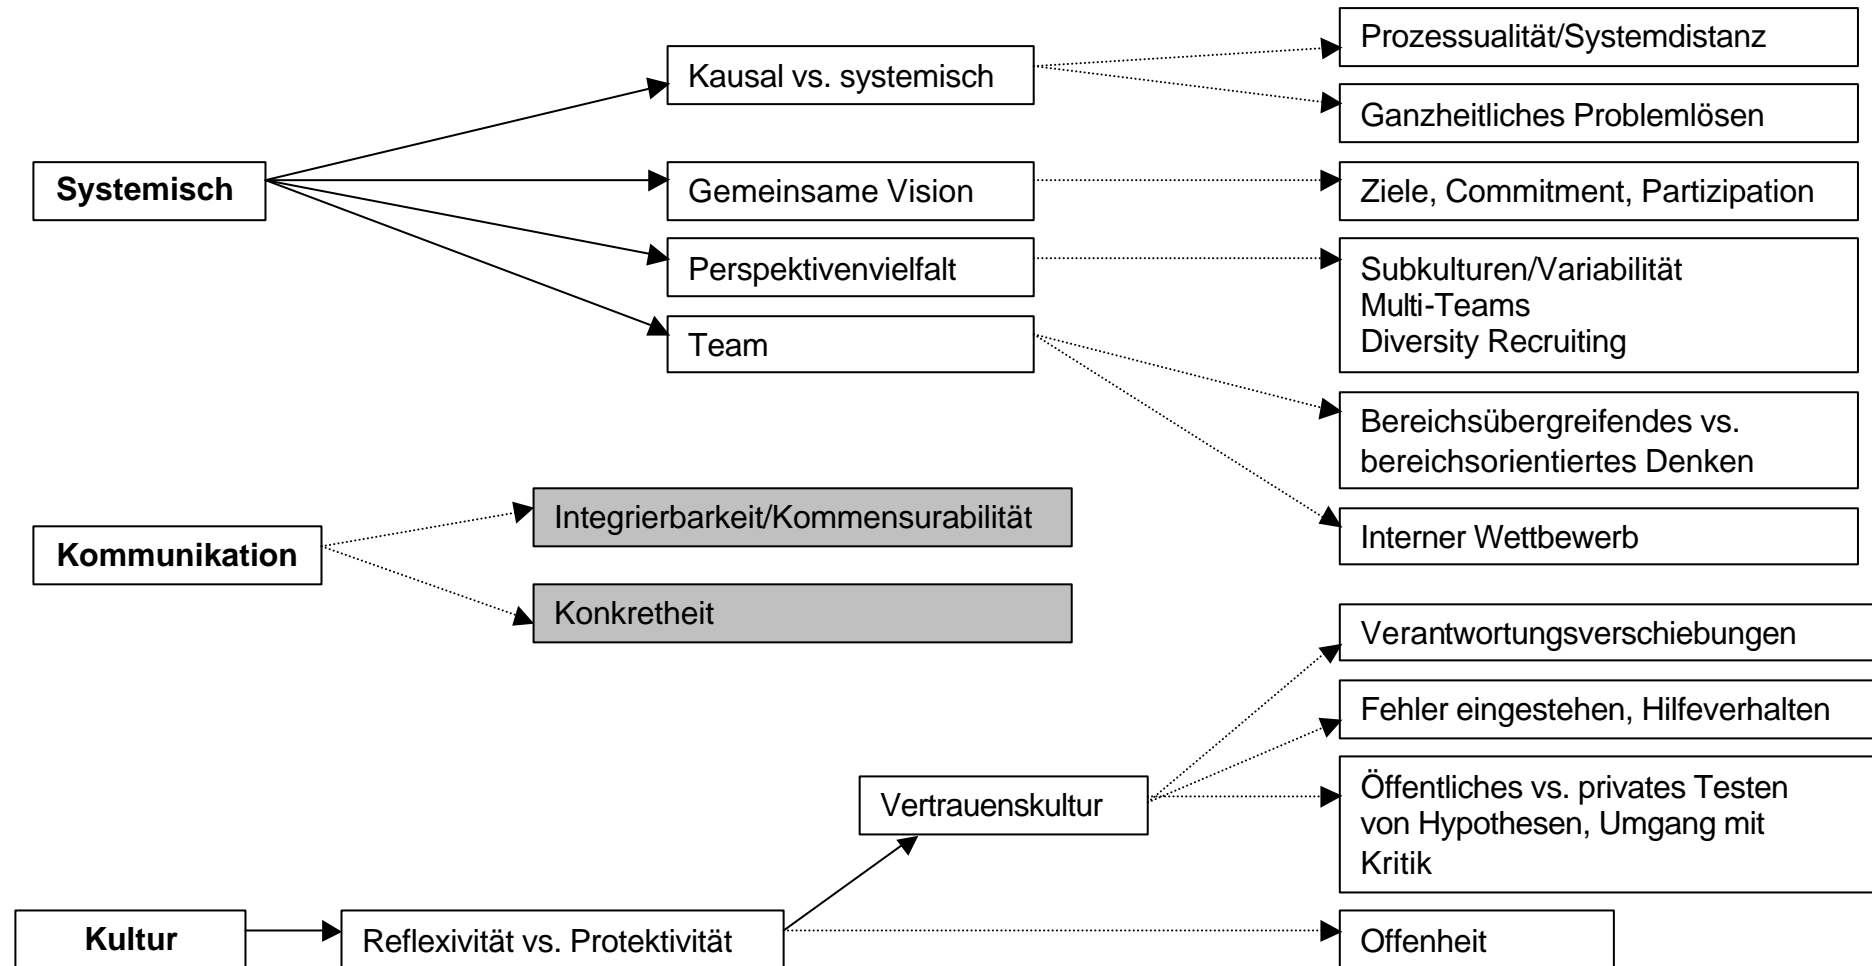 Prozessualität/Systemdistanz
Kausal vs. systemisch
Ganzheitliches Problemlösen
Systemisch
Gemeinsame Vision
Ziele, Commitment, Partizipation
Perspektivenvielfalt
Subkulturen/Variabilität
Multi-Teams
Diversity Recruiting
Team
Bereichsübergreifendes vs.
bereichsorientiertes Denken
Interner Wettbewerb
Kommunikation
Integrierbarkeit/Kommensurabilität
Konkretheit
Verantwortungsverschiebungen
Fehler eingestehen, Hilfeverhalten
Vertrauenskultur
Öffentliches vs. privates Testen
von Hypothesen, Umgang mit
Kritik
Kultur
Reflexivität vs. Protektivität
Offenheit